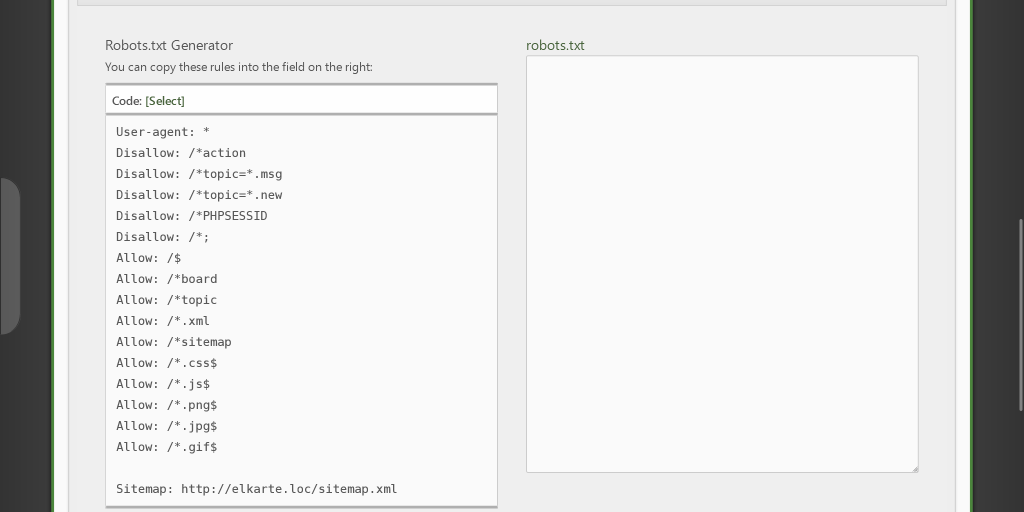 Robots.txt Generator
You can copy these rules into the field on the right:
Code: [Select]
User-agent: *
Disallow: /*action
Disallow: /*topic=*.msg
Disallow: /*topic=*.new
Disallow: /*PHPSESSID
Disallow: /*;
Allow: /$
Allow: /*board
Allow: /*topic
Allow: /*.xml
Allow: /*sitemap
Allow: /*.css$
Allow: /*.js$
Allow: /*.png$
Allow: /*.jpg$
Allow: /*.gif$
Sitemap: http://elkarte.loc/sitemap.xml
robots.txt